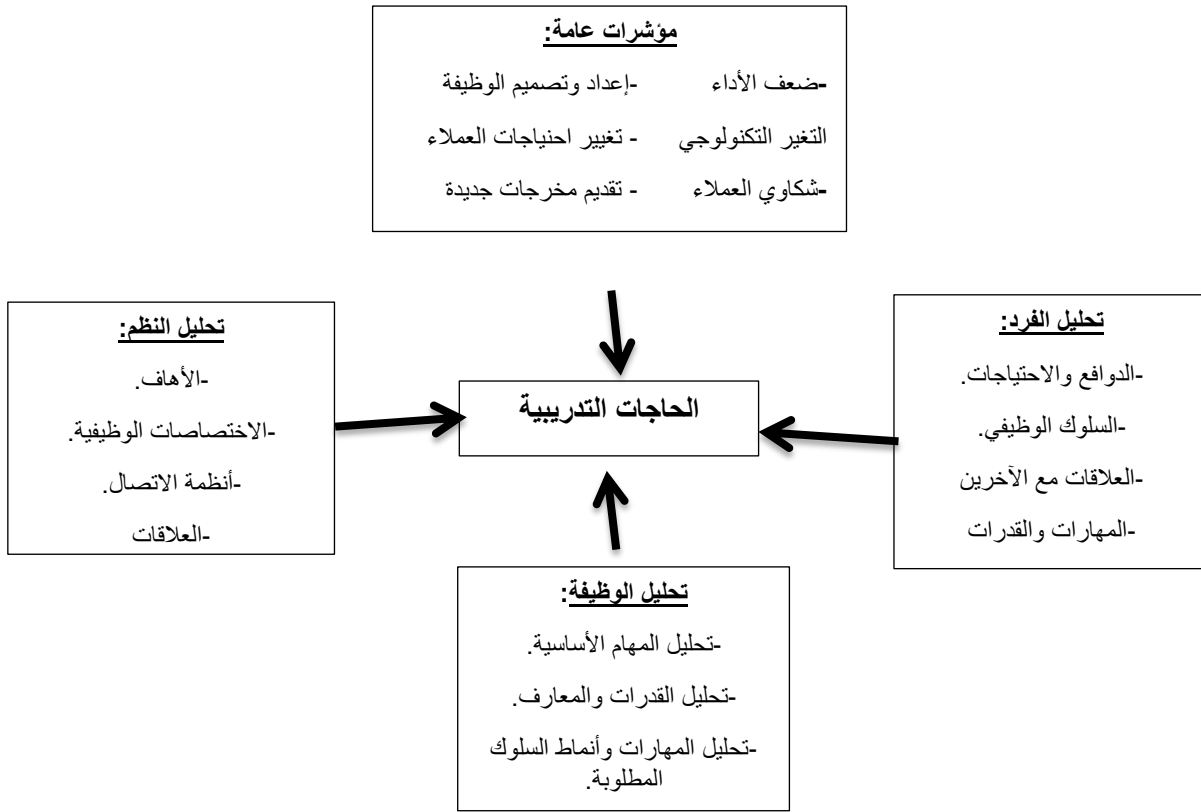 مؤشرات عامة:
-ضعف الأداء -إعداد وتصميم الوظيفة
التغير التكنولوجي - تغيير احنياجات العملاء
-شكاوي العملاء - تقديم مخرجات جديدة
تحليل الفرد:
-الدوافع والاحتياجات.
-السلوك الوظيفي.
-العلاقات مع الآخرين
-المهارات والقدرات
الحاجات التدريبية
تحليل النظم:
-الأهاف.
-الاختصاصات الوظيفية.
-أنظمة الاتصال.
-العلاقات
تحليل الوظيفة:
-تحليل المهام الأساسية.
-تحليل القدرات والمعارف.
-تحليل المهارات وأنماط السلوك
المطلوبة.